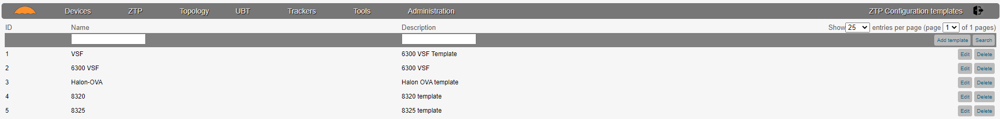 Devices ZTP Topology UBT Trackers Tools Administration ZTP Configuration templates
ID Name Description Show 25 entries per page (page 1 of 1 pages)
Add template Search
1 VSF 6300 VSF Template Edit Delete
2 6300 VSF 6300 VSF Edit Delete
3 Halon-OVA Halon OVA template Edit Delete
4 8320 8320 template Edit Delete
5 8325 8325 template Edit Delete